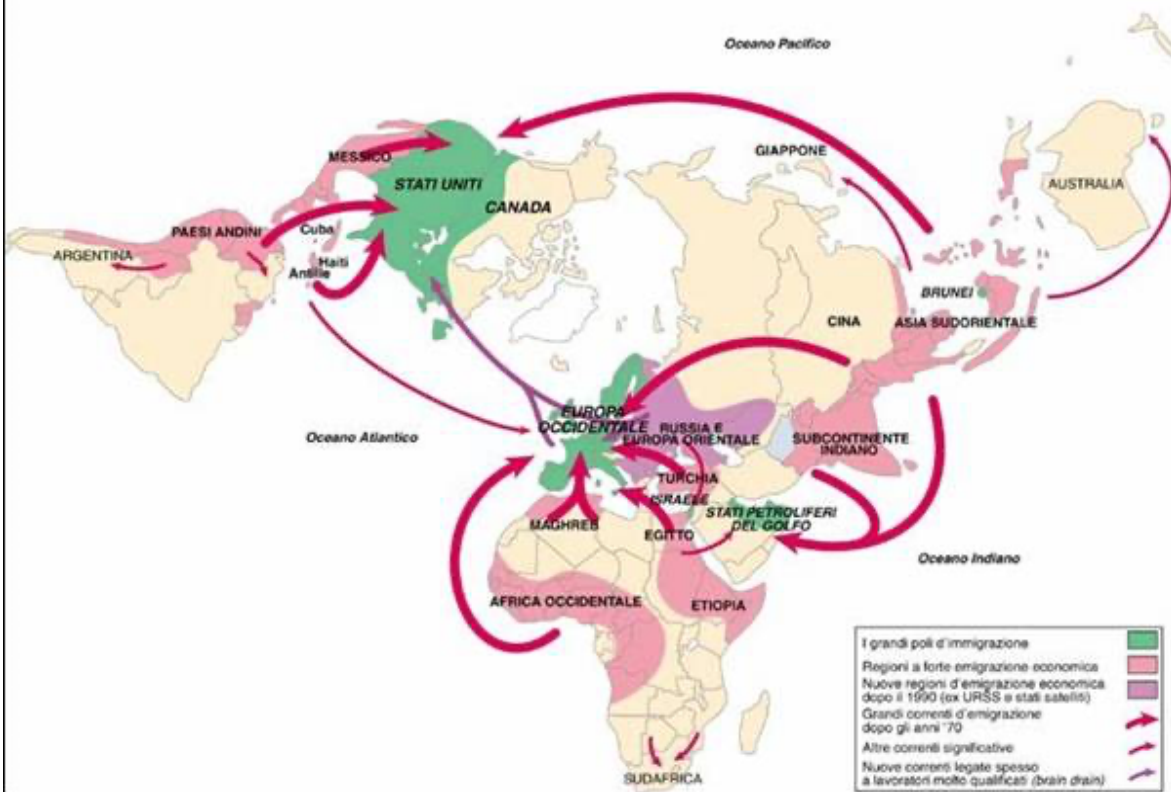 Oceano Pacifico
GIAPPONE
MESSICO
STATI UNITI
AUSTRALIA
CANADA
PAESI ANDINI
Cuba
ARGENTINA
Haiti
Antille
BRUNEI
CINA
ASIA SUDORIENTALE
EUROPA
OCCIDENTALE
RUSSIA E
EUROPA ORIENTALE
Oceano Atlantico
SUBCONTINENTE
INDIANO
TURCHIA
ISRAELE
STATI PETROLIFERI
DEL GOLFO
MAGHREB
EGITTO
Oceano Indiano
AFRICA OCCIDENTALE
ETIOPIA
SUDAFRICA
I grandi poli d'immigrazione
Regioni a forte emigrazione economica
Nuove regioni d'emigrazione economica
dopo il 1990 (ex URSS e stati satelliti)
Grandi correnti d'emigrazione
dopo gli anni '70
Altre correnti significative
Nuove correnti legate spesso
a lavoratori molto qualificati (brain drain)